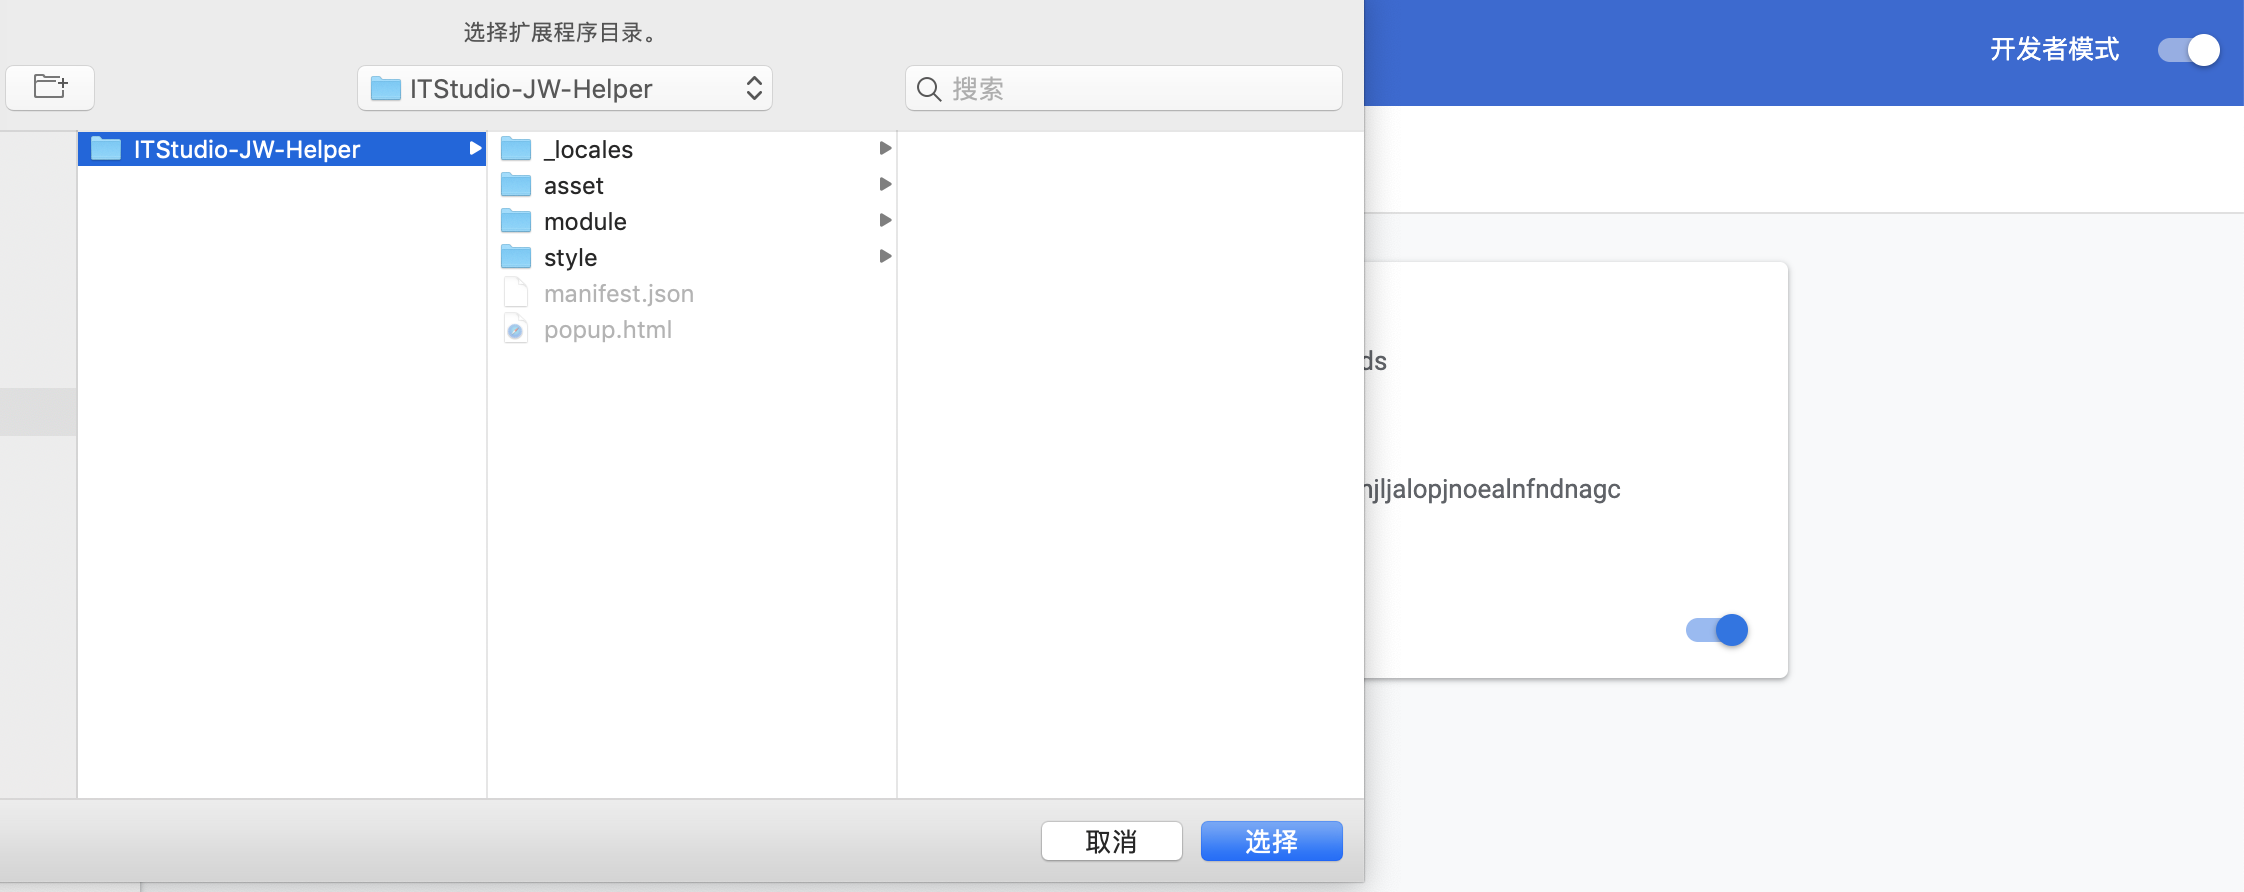 选择扩展程序目录。
ITStudio-JW-Helper
搜索
开发者模式
ITStudio-JW-Helper
_locales
asset
module
style
manifest.json
popup.html
ds
njljalopjnoealnfndnagc
取消
选择